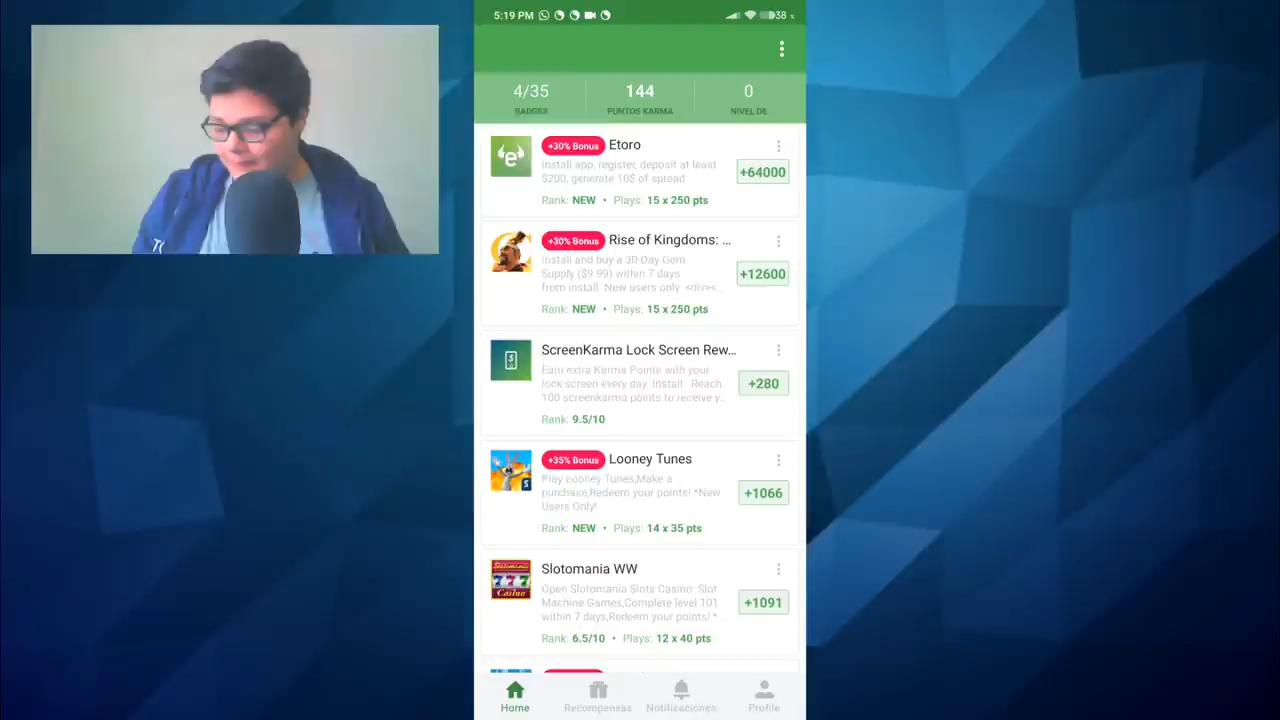 5:19 PM
38
4/35
144
0
BADGES
PUNTOS KARMA
NIVEL DE
+30% Bonus Etoro
Install app, register, deposit at least
$200, generate 10$ of spread
+64000
Rank: NEW • Plays: 15 x 250 pts
+30% Bonus Rise of Kingdoms: ...
Install and buy a 30-Day Gem
Supply ($9.99) within 7 days
from install. New users only <div><...
+12600
Rank: NEW • Plays: 15 x 250 pts
ScreenKarma Lock Screen Rew...
Earn extra Karma Points with your
lock screen every day. Install . Reach
100 screenkarma points to receive y...
+280
Rank: 9.5/10
+35% Bonus Looney Tunes
Play Looney Tunes,Make a
purchase,Redeem your points! *New
Users Only!
+1066
Rank: NEW • Plays: 14 x 35 pts
Slotomania WW
Open Slotomania Slots Casino: Slot
Machine Games,Complete level 101
within 7 days,Redeem your points! *...
+1091
Slotomania
777
Casino
Rank: 6.5/10 • Plays: 12 x 40 pts
Home
Recompensas
Notificaciones
Profile